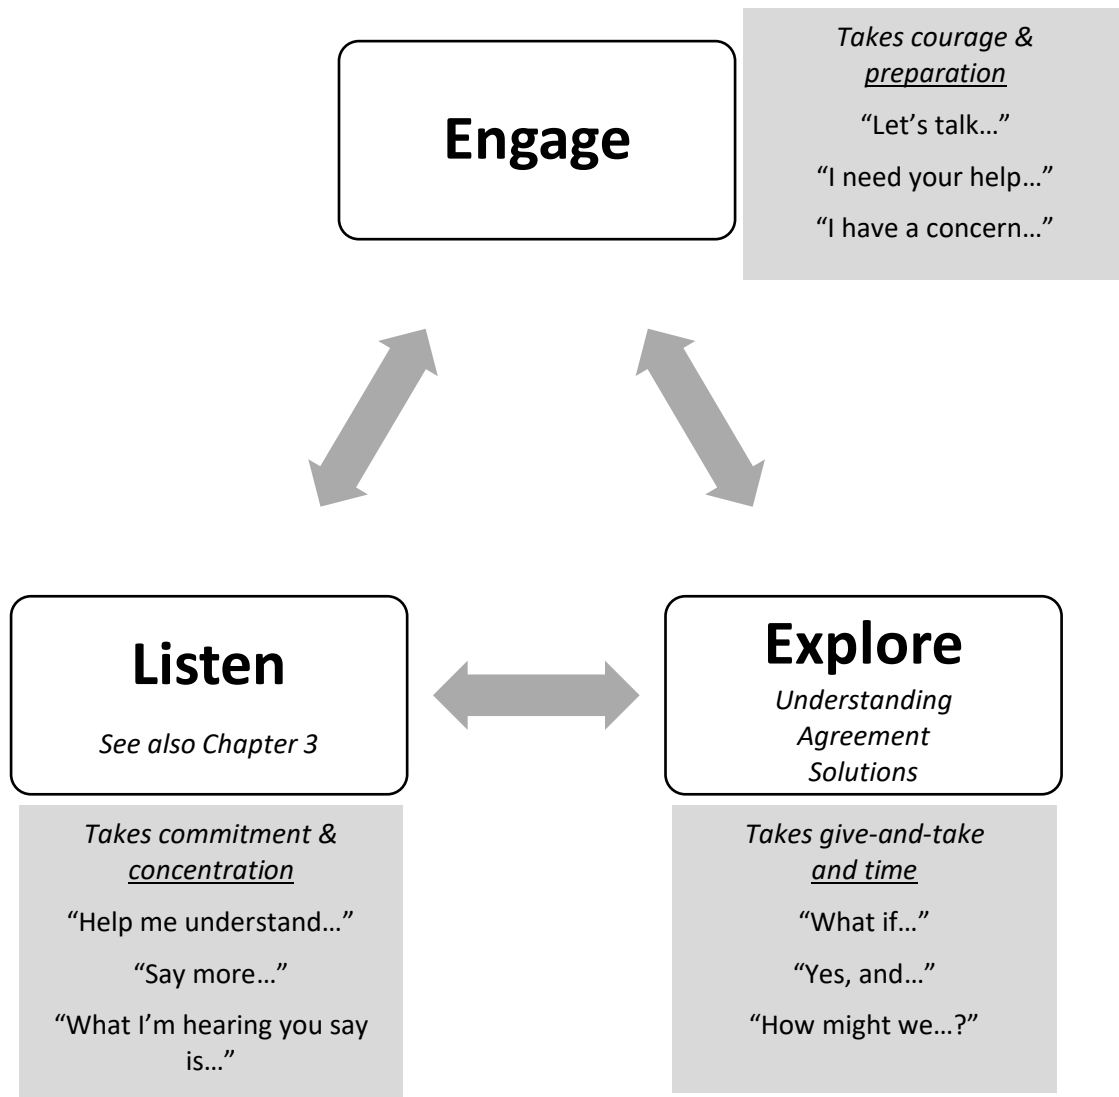 Engage
Takes courage &
preparation
“Let’s talk…”
“I need your help…”
“I have a concern…”
Listen
See also Chapter 3
Takes commitment &
concentration
“Help me understand…”
“Say more…”
“What I’m hearing you say
is…”
Explore
Understanding
Agreement
Solutions
Takes give-and-take
and time
“What if…”
“Yes, and…”
“How might we…?”